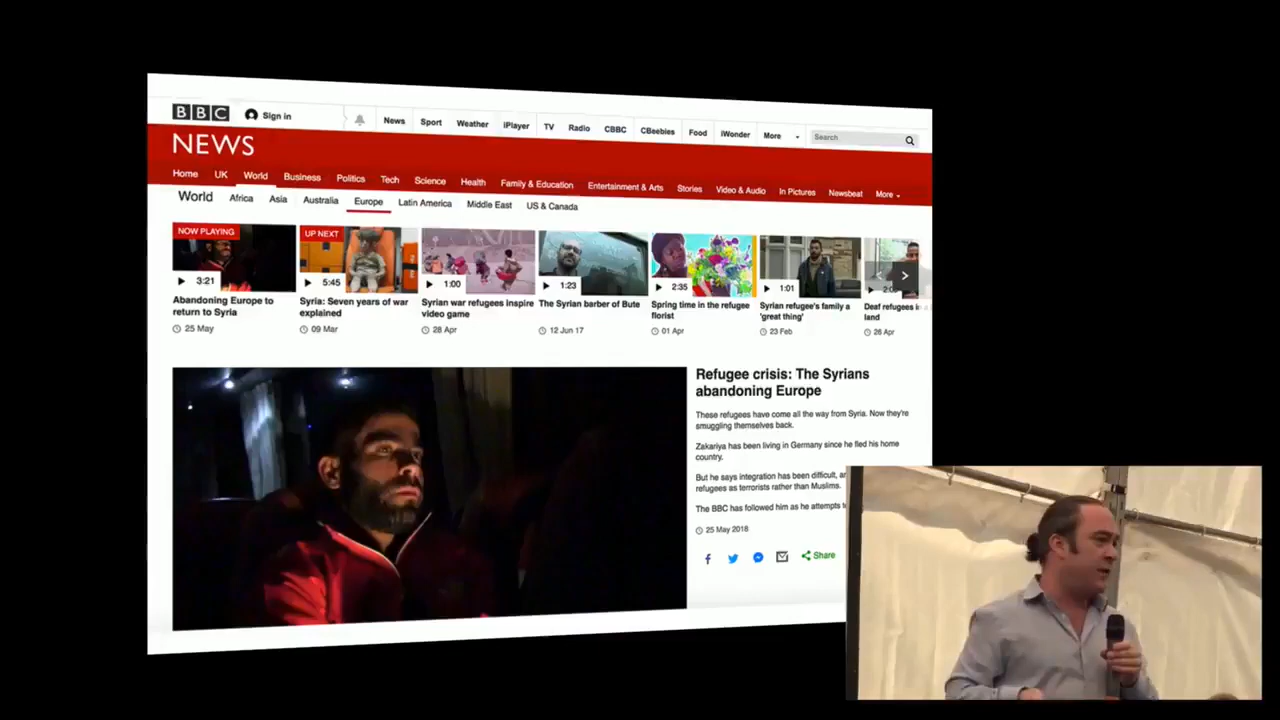 BBC
Sign in
News Sport Weather iPlayer TV Radio CBBC CBeebies Food iWonder More
Search
NEWS
Home UK World Business Politics Tech Science Health Family & Education Entertainment & Arts Stories Video & Audio In Pictures Newsbeat More
World Africa Asia Australia Europe Latin America Middle East US & Canada
NOW PLAYING
3:21
Abandoning Europe to
return to Syria
25 May
UP NEXT
5:45
Syria: Seven years of war
explained
09 Mar
1:00
Syrian war refugees inspire
video game
28 Apr
1:23
The Syrian barber of Bute
12 Jun 17
2:35
Spring time in the refugee
florist
01 Apr
1:01
Syrian refugee's family a
'great thing'
23 Feb
Deaf refugees
land
26 Apr
Refugee crisis: The Syrians
abandoning Europe
These refugees have come all the way from Syria. Now they're
smuggling themselves back.
Zakariya has been living in Germany since he fled his home
country.
But he says integration has been difficult,
refugees as terrorists rather than Muslims.
The BBC has followed him as he attempts
25 May 2018
Share